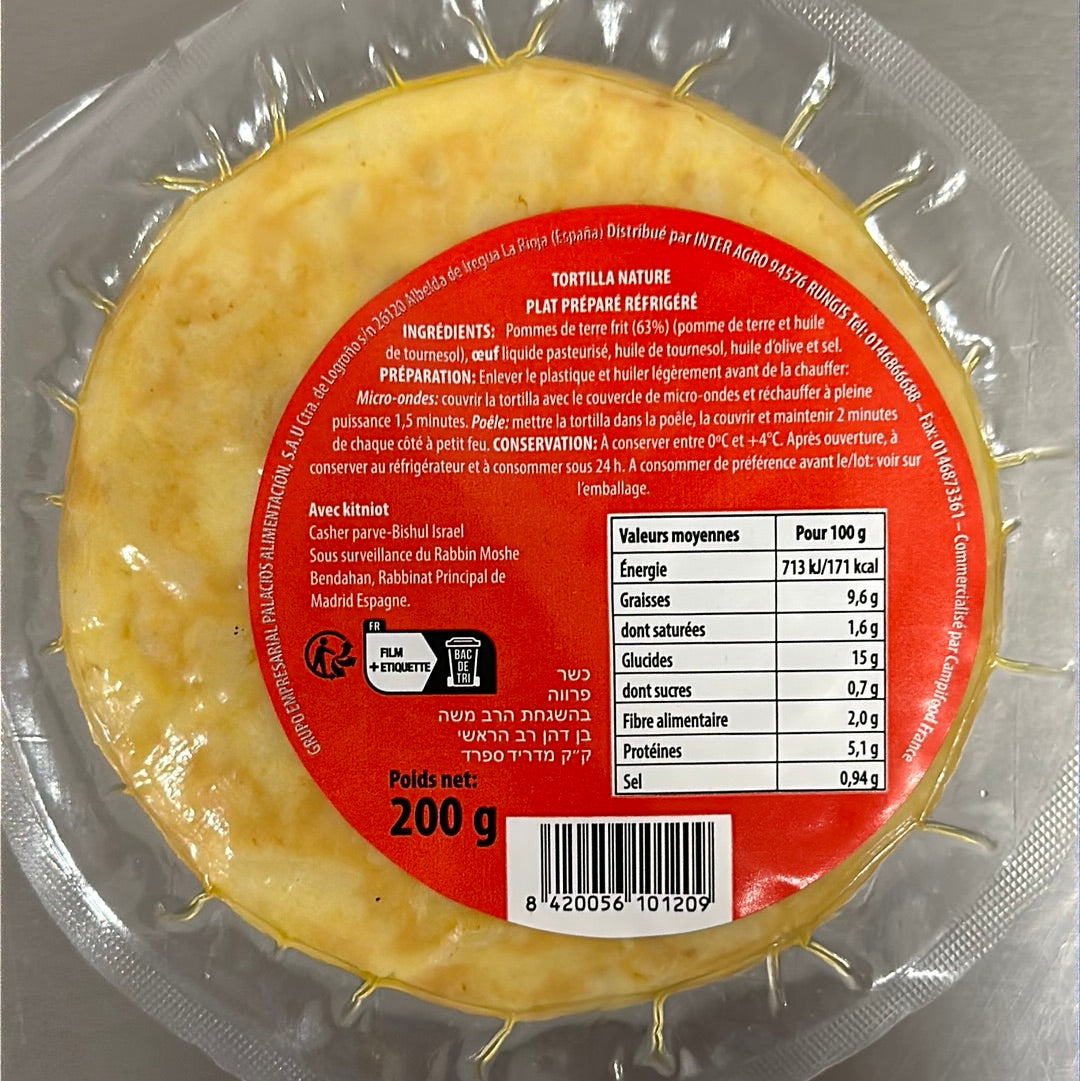 GRUPO EMPRESARIAL PALACIOS ALIMENTACIÓN, S.A.U Ctra. de Logroño s/n 26120 Albelda de Iregua La Rioja (España) Distribué par INTER AGRO 94576 RUNGIS Tél: 0146866688 – Fax: 0146873361 – Commercialisé par Campifood France
TORTILLA NATURE
PLAT PRÉPARÉ RÉFRIGÉRÉ
INGRÉDIENTS: Pommes de terre frit (63%) (pomme de terre et huile
de tournesol), œuf liquide pasteurisé, huile de tournesol, huile d'olive et sel.
PRÉPARATION: Enlever le plastique et huiler légèrement avant de la chauffer:
Micro-ondes: couvrir la tortilla avec le couvercle de micro-ondes et réchauffer à pleine
puissance 1,5 minutes. Poêle: mettre la tortilla dans la poêle, la couvrir et maintenir 2 minutes
de chaque côté à petit feu. CONSERVATION: À conserver entre 0ºC et +4ºC. Après ouverture, à
conserver au réfrigérateur et à consommer sous 24 h. A consommer de préférence avant le/lot: voir sur
l'emballage.
Avec kitniot
Casher parve-Bishul Israel
Sous surveillance du Rabbin Moshe
Bendahan, Rabbinat Principal de
Madrid Espagne.
FR
FILM
+ETIQUETTE
BAC
DE
TRI
כשר
פרווה
בהשגחת הרב משה
בן דהן רב הראשי
ק״ק מדריד ספרד
Poids net:
200 g
Valeurs moyennes Pour 100 g
Énergie 713 kJ/171 kcal
Graisses 9,6 g
dont saturées 1,6 g
Glucides 15 g
dont sucres 0,7 g
Fibre alimentaire 2,0 g
Protéines 5,1 g
Sel 0,94 g
8 420056 101209